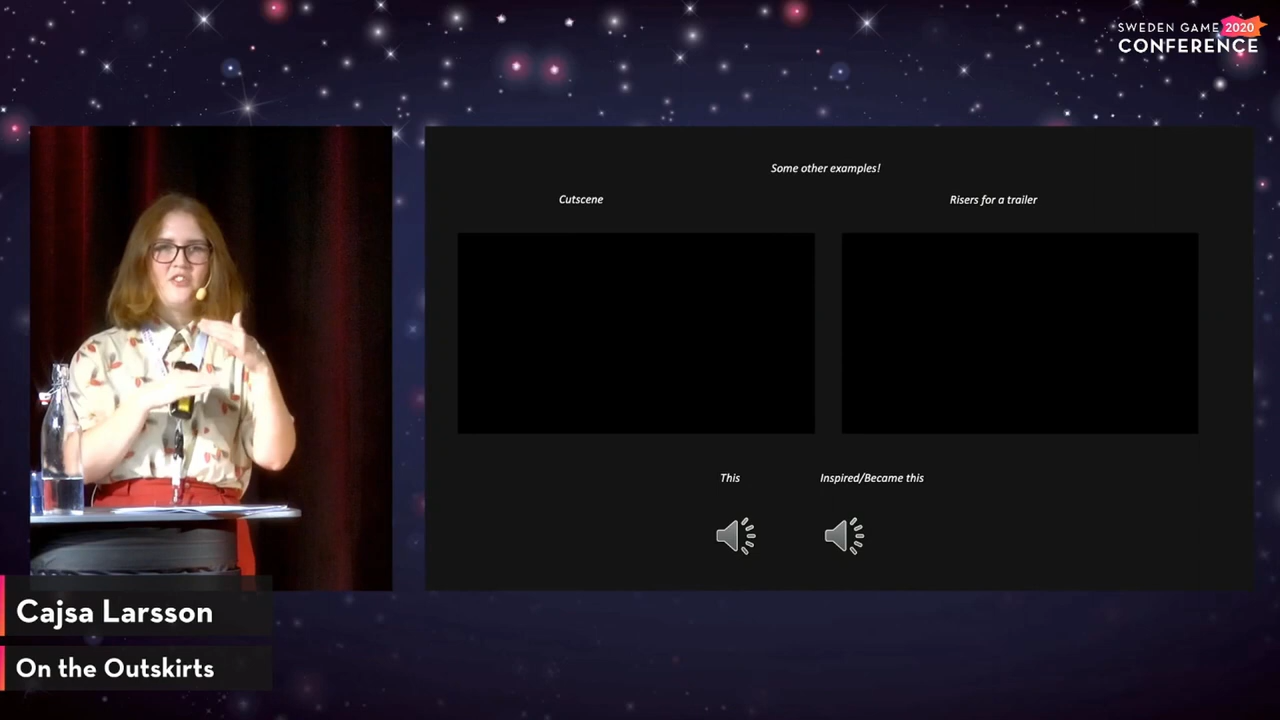 SWEDEN GAME 2020
CONFERENCE
Some other examples!
Cutscene
Risers for a trailer
This
Inspired/Became this
Cajsa Larsson
On the Outskirts